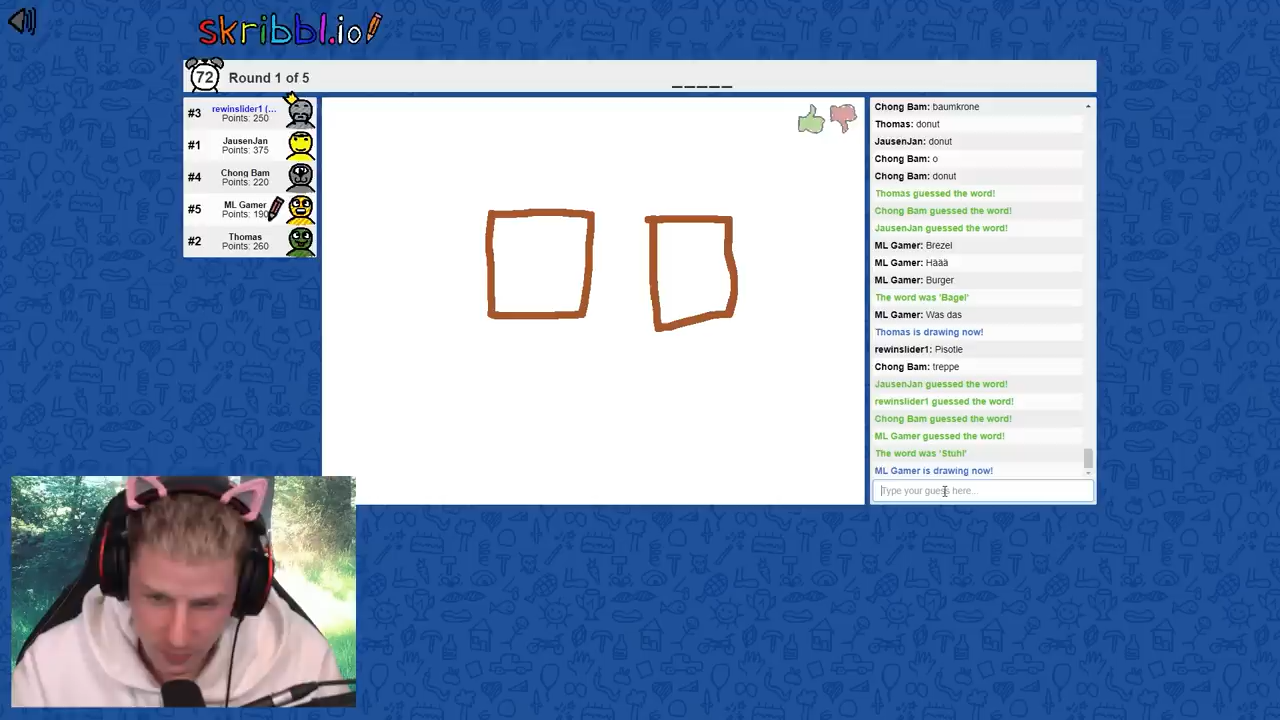 skribbl.io
72
Round 1 of 5
_____
#3
rewinslider1 (...
Points: 250
#1
JausenJan
Points: 375
#4
Chong Bam
Points: 220
#5
ML Gamer
Points: 190
#2
Thomas
Points: 260
Chong Bam: baumkrone
Thomas: donut
JausenJan: donut
Chong Bam: o
Chong Bam: donut
Thomas guessed the word!
Chong Bam guessed the word!
JausenJan guessed the word!
ML Gamer: Brezel
ML Gamer: Häää
ML Gamer: Burger
The word was 'Bagel'
ML Gamer: Was das
Thomas is drawing now!
rewinslider1: Pisotle
Chong Bam: treppe
JausenJan guessed the word!
rewinslider1 guessed the word!
Chong Bam guessed the word!
ML Gamer guessed the word!
The word was 'Stuhl'
ML Gamer is drawing now!
Type your guess here...